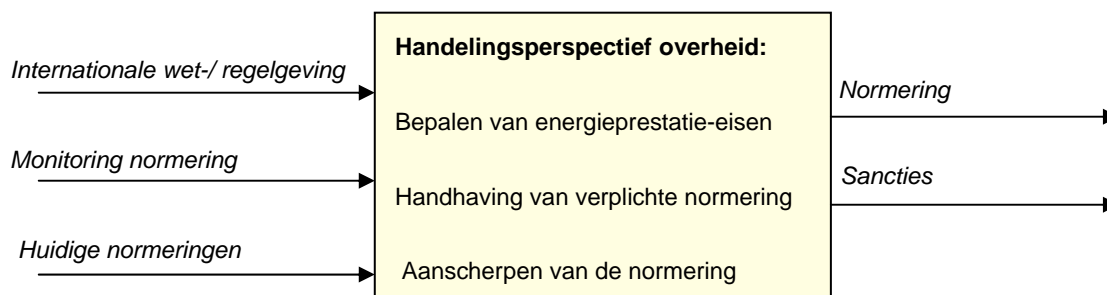 Internationale wet-/ regelgeving
Monitoring normering
Huidige normeringen
Handelingsperspectief overheid:
Bepalen van energieprestatie-eisen
Handhaving van verplichte normering
Aanscherpen van de normering
Normering
Sancties